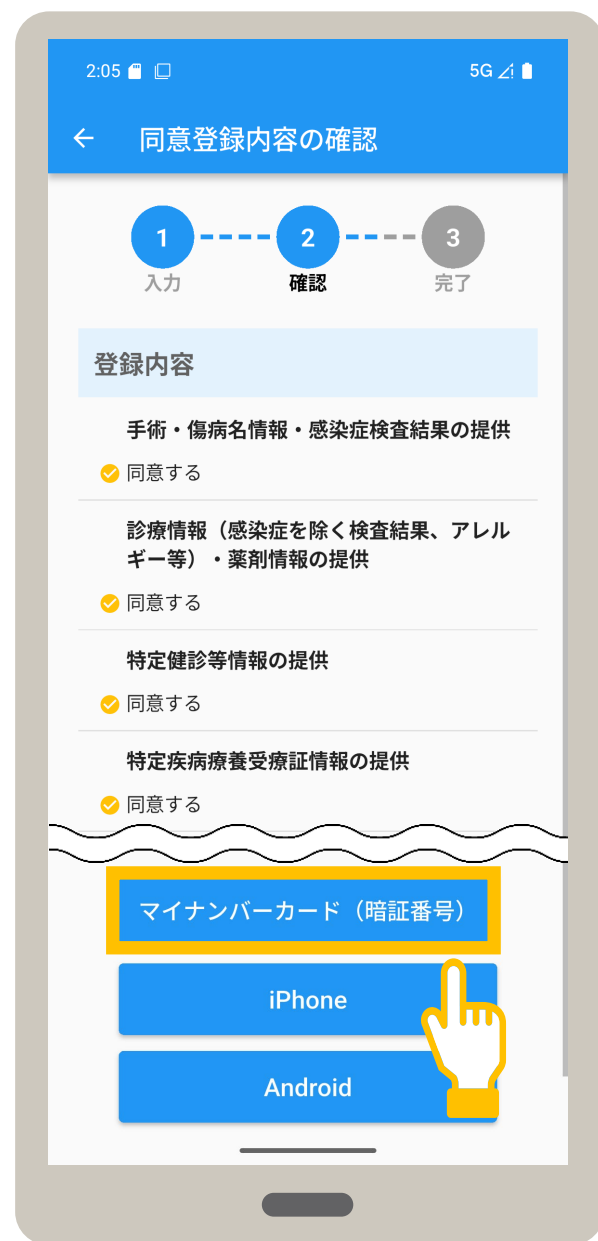 2:05
5G
同意登録内容の確認
1
2
3
入力
確認
完了
登録内容
手術・傷病名情報・感染症検査結果の提供
同意する
診療情報（感染症を除く検査結果、アレル
ギー等）・薬剤情報の提供
同意する
特定健診等情報の提供
同意する
特定疾病療養受療証情報の提供
同意する
マイナンバーカード（暗証番号）
iPhone
Android